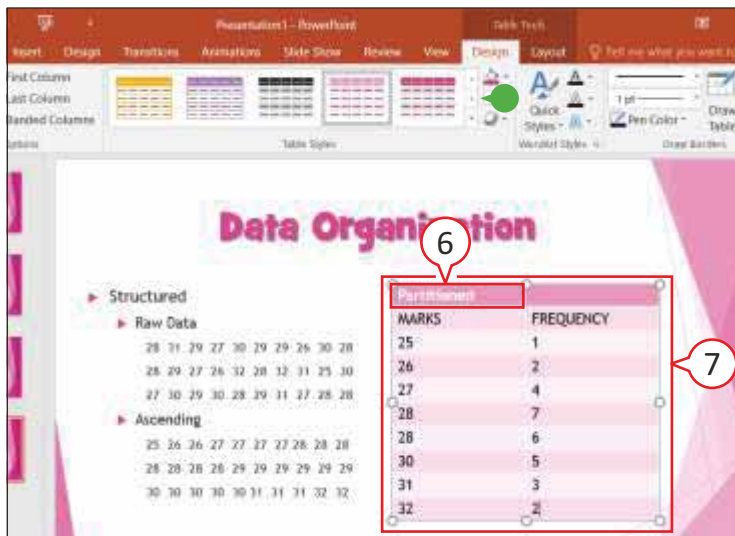 Presentation1 - PowerPoint
Table Tools
Insert Design Transitions Animations Slide Show Review View Design Layout Tell me what you want to
First Column
Last Column
Banded Columns
Table Styles
Quick Styles
WordArt Styles
1 pt
Pen Color
Draw Table
Draw Borders
Data Organization
6
Structured
Raw Data
28 31 29 27 30 29 29 26 30 28
28 29 27 26 32 28 32 31 25 30
27 30 29 30 28 29 31 27 28 28
Ascending
25 26 26 27 27 27 27 28 28 28
28 28 28 28 29 29 29 29 29 29
30 30 30 30 30 31 31 31 32 32
Partitioned
MARKS FREQUENCY
25 1
26 2
27 4
28 7
28 6
30 5
31 3
32 2
7